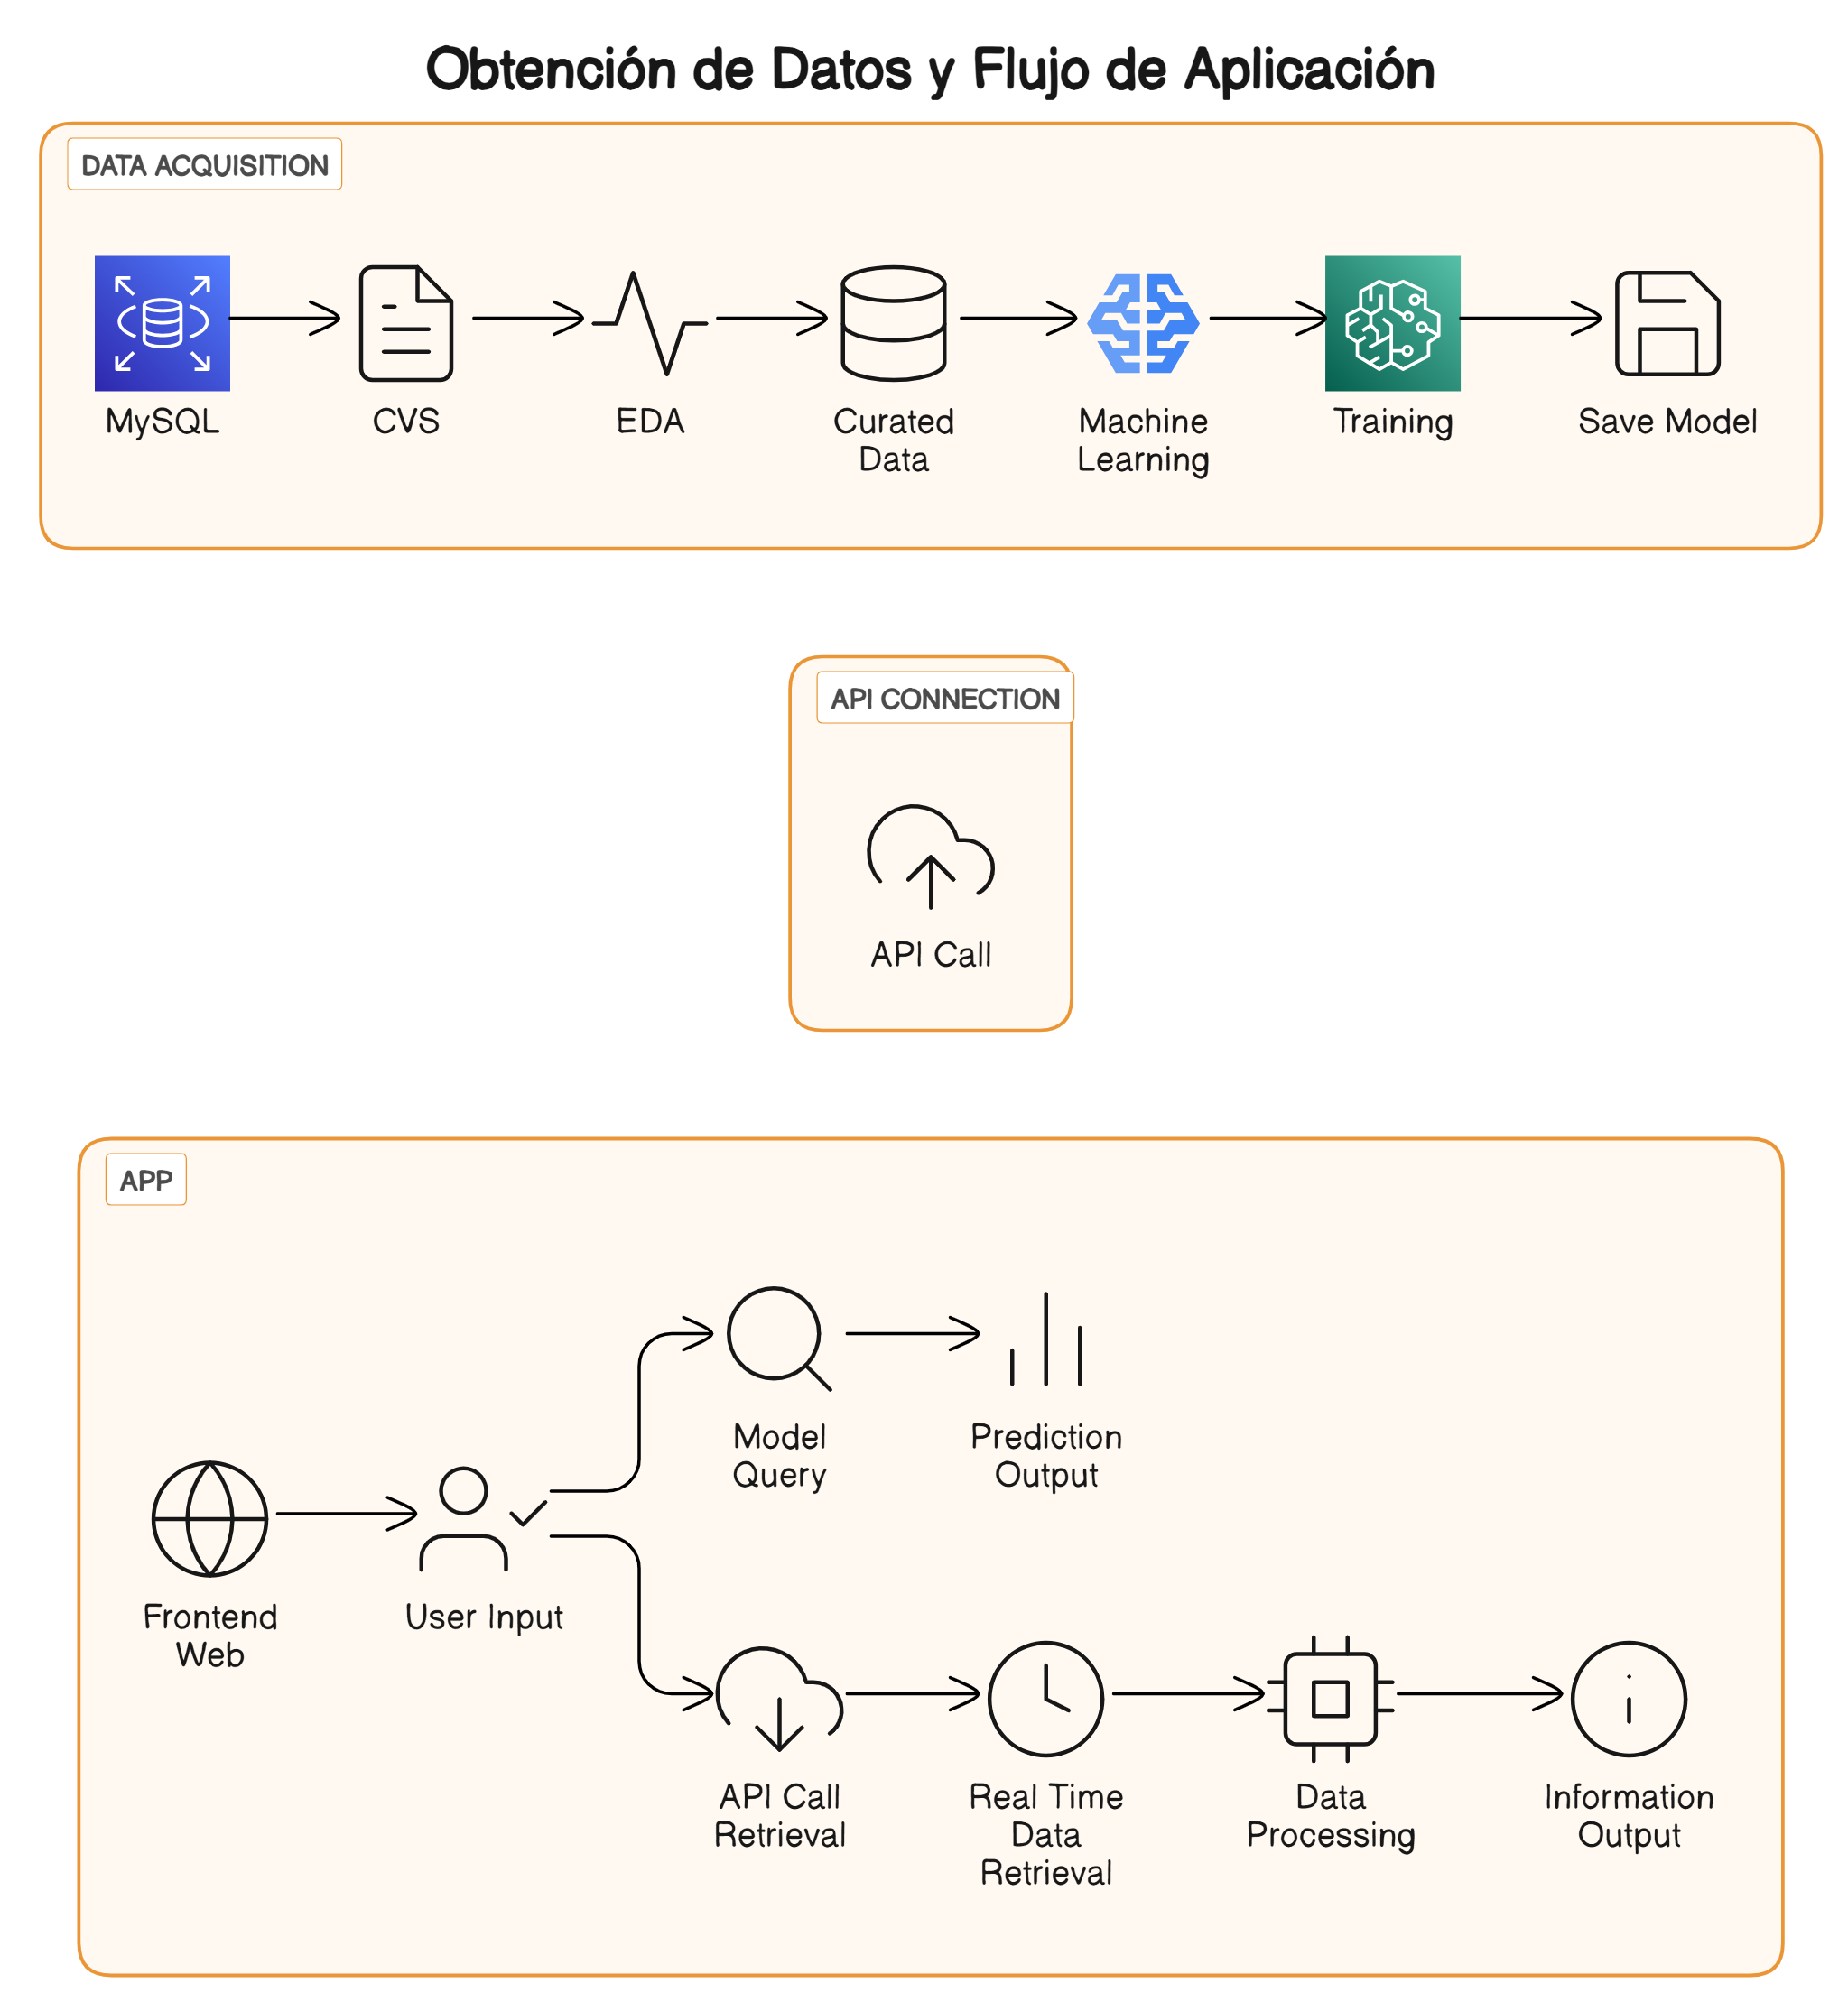 Obtención de Datos y Flujo de Aplicación
DATA ACQUISITION
MySQL
CVS
EDA
Curated
Data
Machine
Learning
Training
Save Model
API CONNECTION
API Call
APP
Model
Query
Prediction
Output
Frontend
Web
User Input
API Call
Retrieval
Real Time
Data
Retrieval
Data
Processing
Information
Output